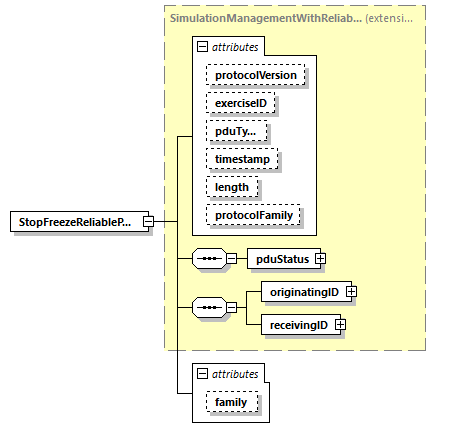 SimulationManagementWithReliab... (extensi...
attributes
protocolVersion
exerciseID
pduTy...
timestamp
length
protocolFamily
StopFreezeReliableP...
pduStatus
originatingID
receivingID
attributes
family